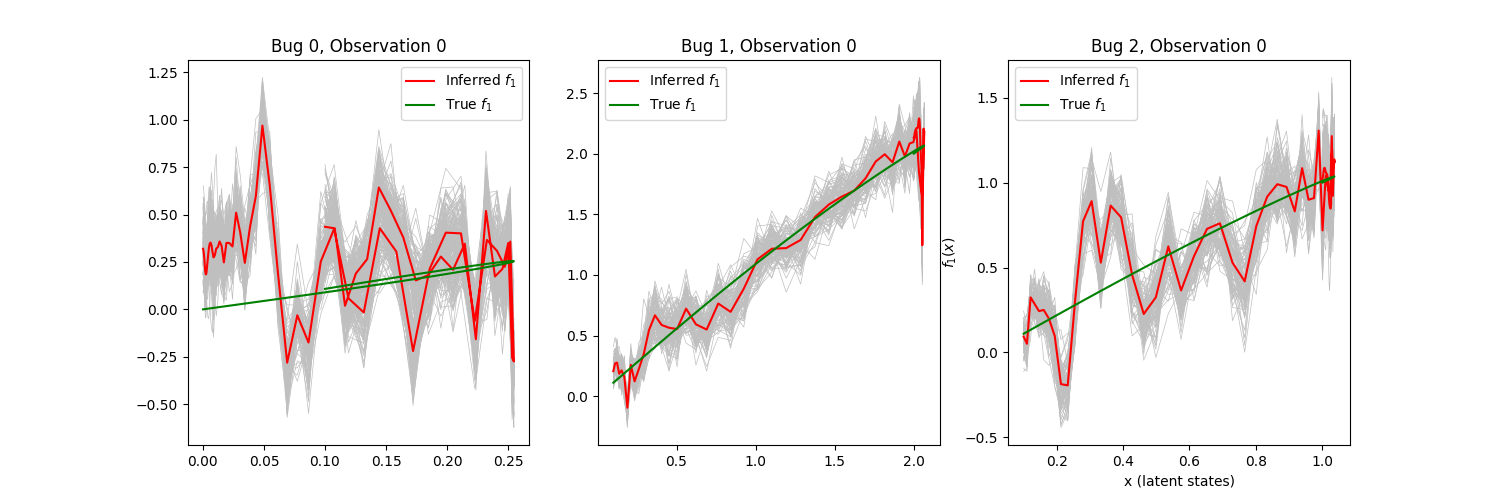 Bug 0, Observation 0
Inferred f₁
True f₁
1.25
1.00
0.75
0.50
0.25
0.00
−0.25
−0.50
0.00 0.05 0.10 0.15 0.20 0.25
Bug 1, Observation 0
Inferred f₁
True f₁
2.5
2.0
1.5
1.0
0.5
0.0
0.5 1.0 1.5 2.0
Bug 2, Observation 0
Inferred f₁
True f₁
f₁(x)
1.5
1.0
0.5
0.0
−0.5
0.2 0.4 0.6 0.8 1.0
x (latent states)